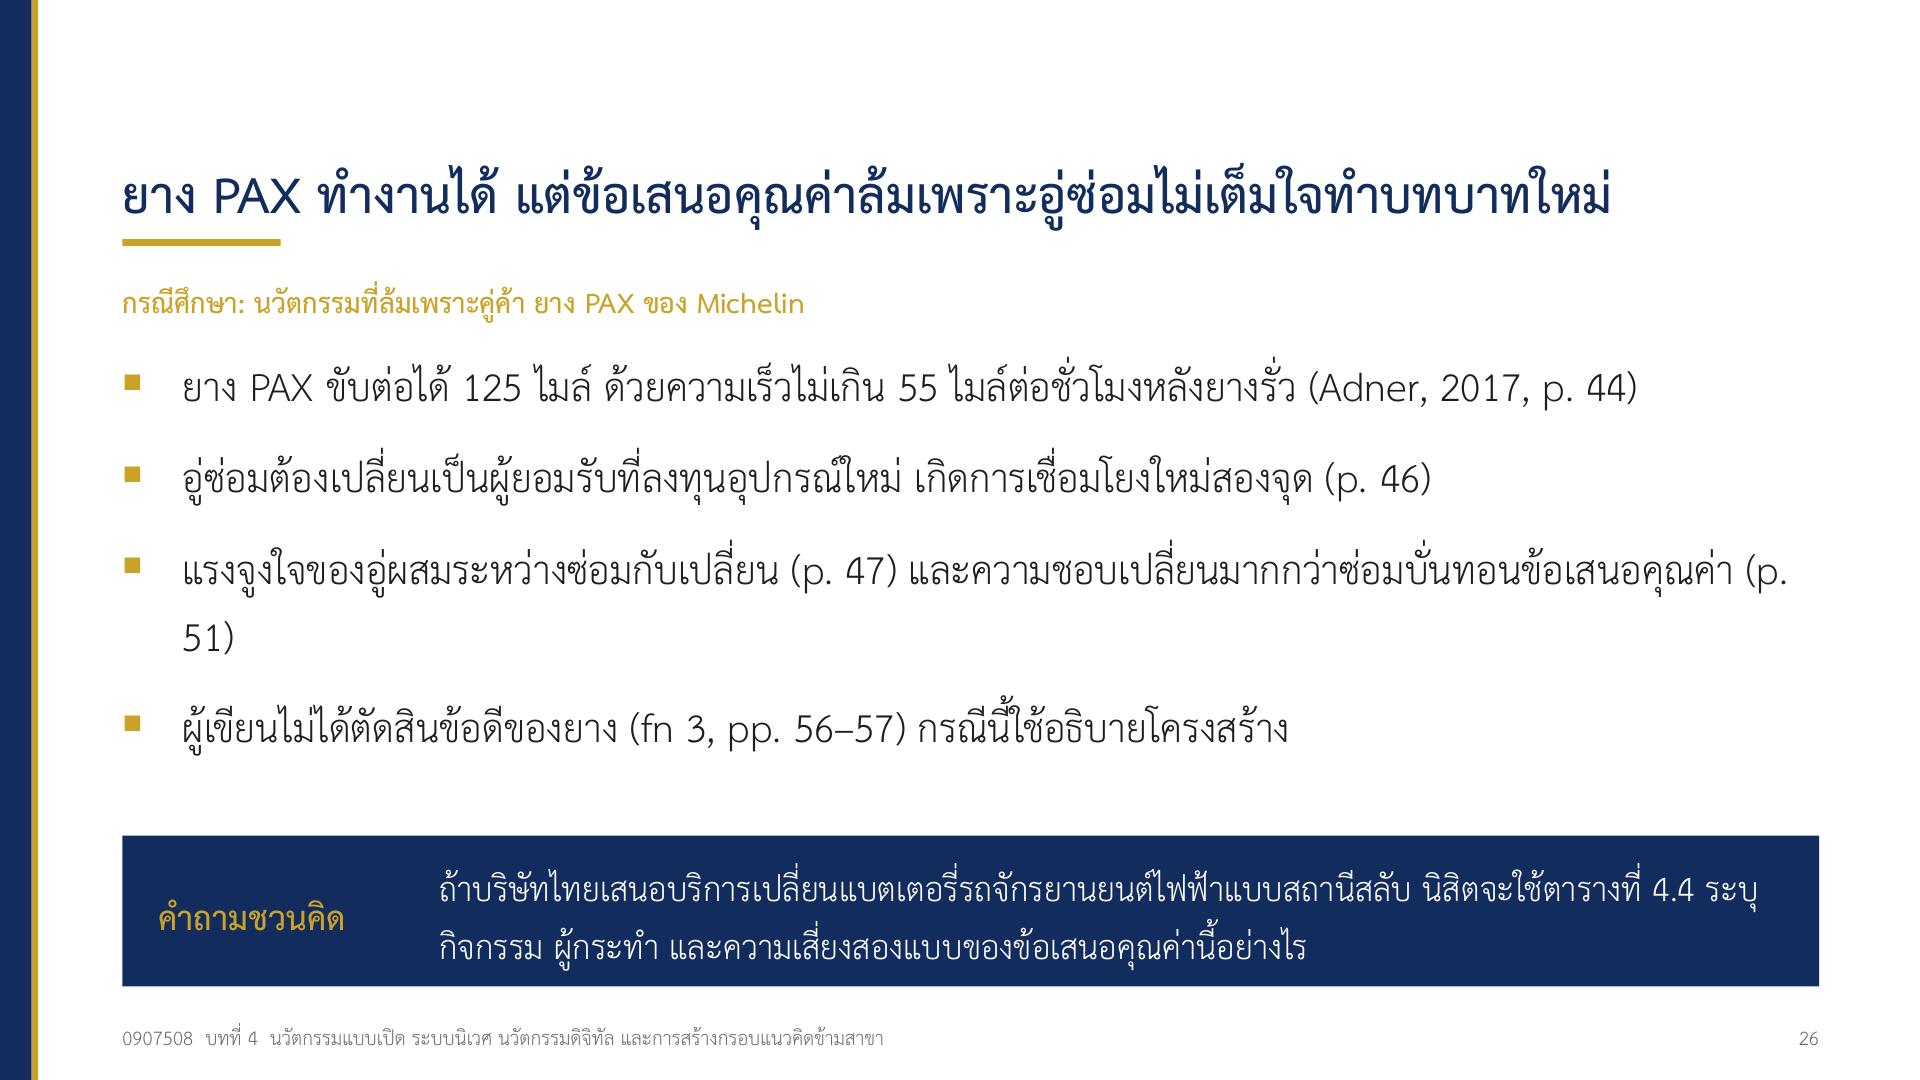 ยาง PAX ทำงานได้ แต่ข้อเสนอคุณค่าล้มเพราะอู่ซ่อมไม่เต็มใจทำบทบาทใหม่
กรณีศึกษา: นวัตกรรมที่ล้มเพราะคู่ค้า ยาง PAX ของ Michelin
▪ ยาง PAX ขับต่อได้ 125 ไมล์ ด้วยความเร็วไม่เกิน 55 ไมล์ต่อชั่วโมงหลังยางรั่ว (Adner, 2017, p. 44)
▪ อู่ซ่อมต้องเปลี่ยนเป็นผู้ยอมรับที่ลงทุนอุปกรณ์ใหม่ เกิดการเชื่อมโยงใหม่สองจุด (p. 46)
▪ แรงจูงใจของอู่ผสมระหว่างซ่อมกับเปลี่ยน (p. 47) และความชอบเปลี่ยนมากกว่าซ่อมบั่นทอนข้อเสนอคุณค่า (p.
51)
▪ ผู้เขียนไม่ได้ตัดสินข้อดีของยาง (fn 3, pp. 56–57) กรณีนี้ใช้อธิบายโครงสร้าง
คำถามชวนคิด
ถ้าบริษัทไทยเสนอบริการเปลี่ยนแบตเตอรี่รถจักรยานยนต์ไฟฟ้าแบบสถานีสลับ นิสิตจะใช้ตารางที่ 4.4 ระบุ
กิจกรรม ผู้กระทำ และความเสี่ยงสองแบบของข้อเสนอคุณค่านี้อย่างไร
0907508 บทที่ 4 นวัตกรรมแบบเปิด ระบบนิเวศ นวัตกรรมดิจิทัล และการสร้างกรอบแนวคิดข้ามสาขา
26